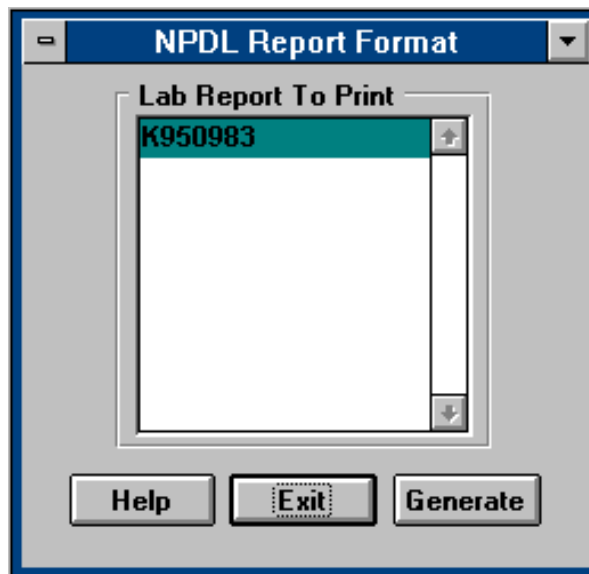 NPDL Report Format
Lab Report To Print
K950983
Help Exit Generate